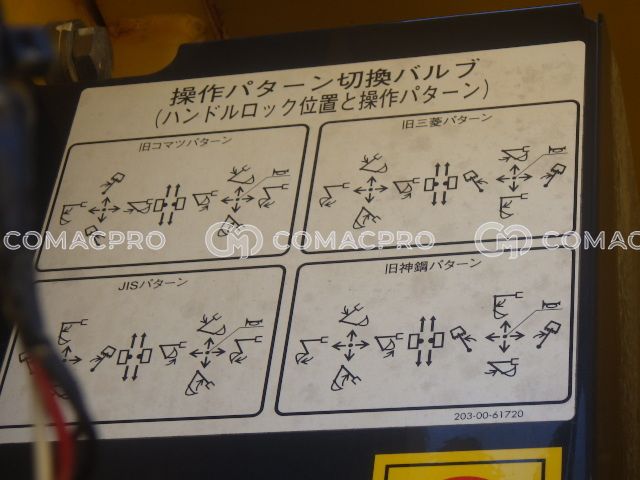 操作パターン切換バルブ
(ハンドルロック位置と操作パターン)
旧コマツパターン
旧三菱パターン
COMACPRO COMACPRO COMAC
JISパターン
旧神鋼パターン
203-00-61720